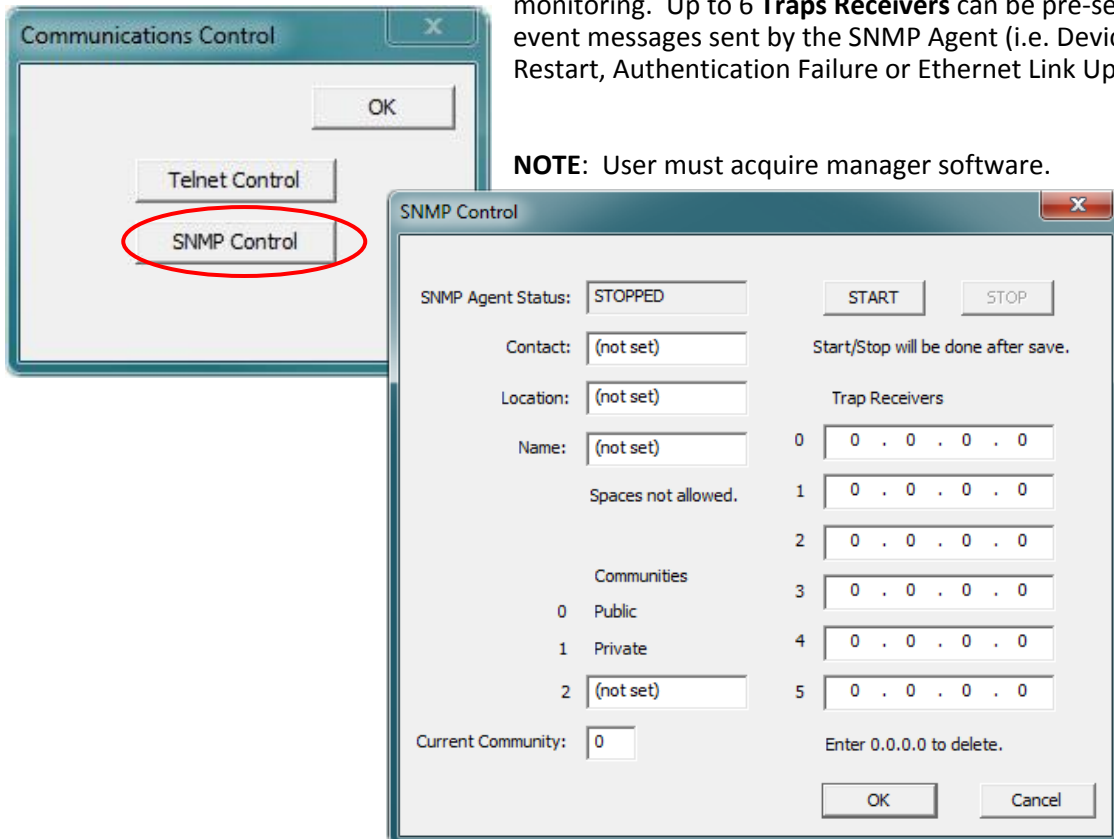 monitoring. Up to 6 Traps Receivers can be pre-se
event messages sent by the SNMP Agent (i.e. Devic
Restart, Authentication Failure or Ethernet Link Up
NOTE: User must acquire manager software.
Communications Control
OK
Telnet Control
SNMP Control
SNMP Control
SNMP Agent Status: STOPPED START STOP
Contact: (not set) Start/Stop will be done after save.
Location: (not set) Trap Receivers
Name: (not set) 0 0 . 0 . 0 . 0
Spaces not allowed. 1 0 . 0 . 0 . 0
2 0 . 0 . 0 . 0
Communities 3 0 . 0 . 0 . 0
0 Public
1 Private 4 0 . 0 . 0 . 0
2 (not set) 5 0 . 0 . 0 . 0
Current Community: 0 Enter 0.0.0.0 to delete.
OK Cancel